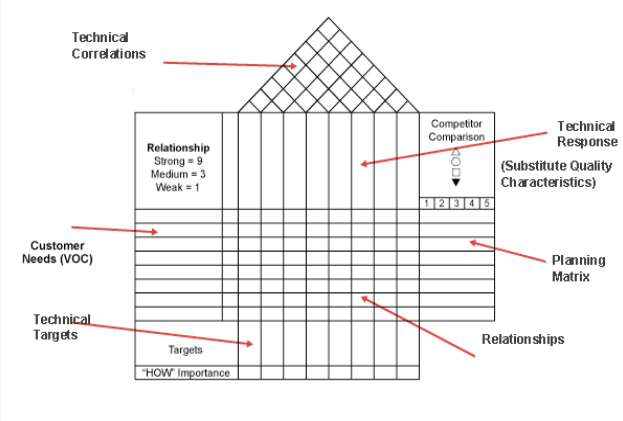 Technical
Correlations
Competitor
Comparison
Technical
Response
(Substitute Quality
Characteristics)
Relationship
Strong = 9
Medium = 3
Weak = 1
1 2 3 4 5
Customer
Needs (VOC)
Planning
Matrix
Technical
Targets
Relationships
Targets
"HOW" Importance